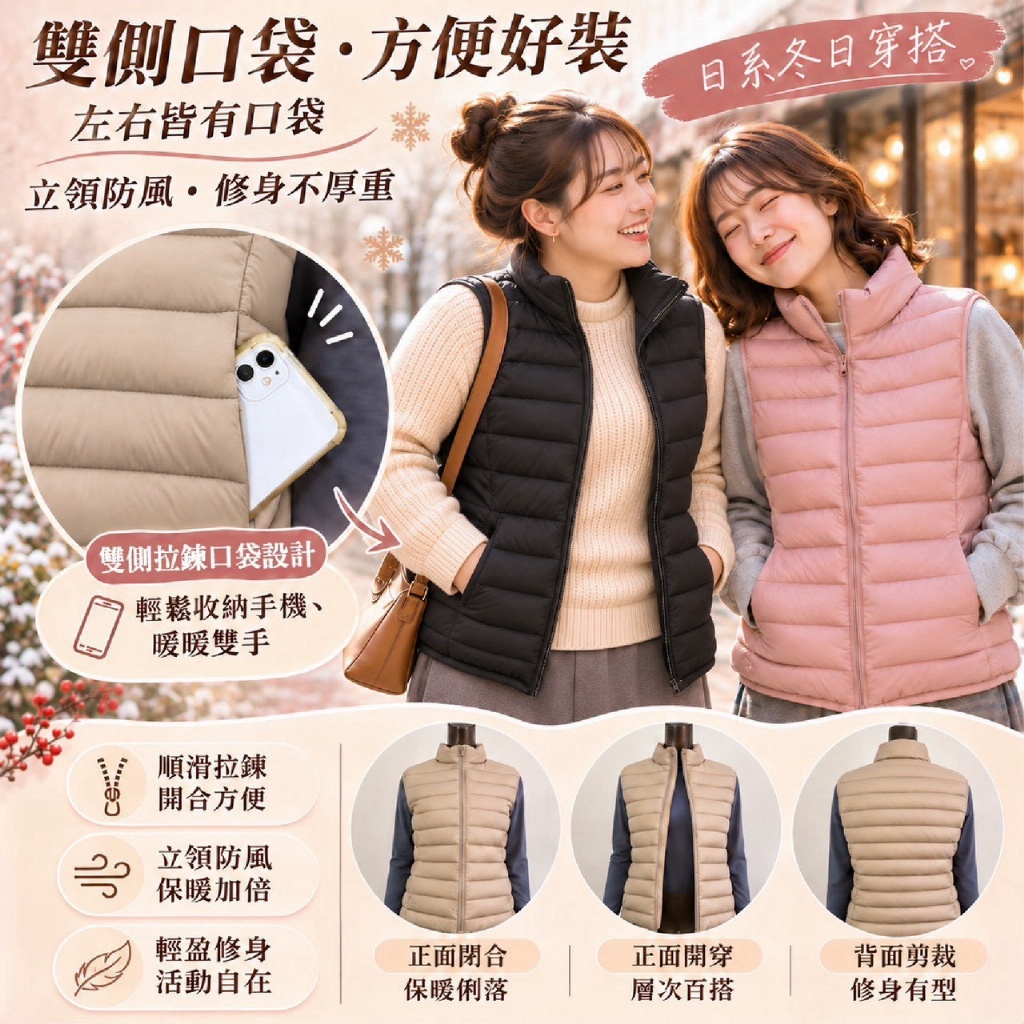 雙側口袋·方便好裝
日系冬日穿搭
左右皆有口袋
立領防風·修身不厚重
雙側拉鍊口袋設計
輕鬆收納手機、
暖暖雙手
順滑拉鍊
開合方便
立領防風
保暖加倍
輕盈修身
活動自在
正面閉合
保暖俐落
正面開穿
層次百搭
背面剪裁
修身有型